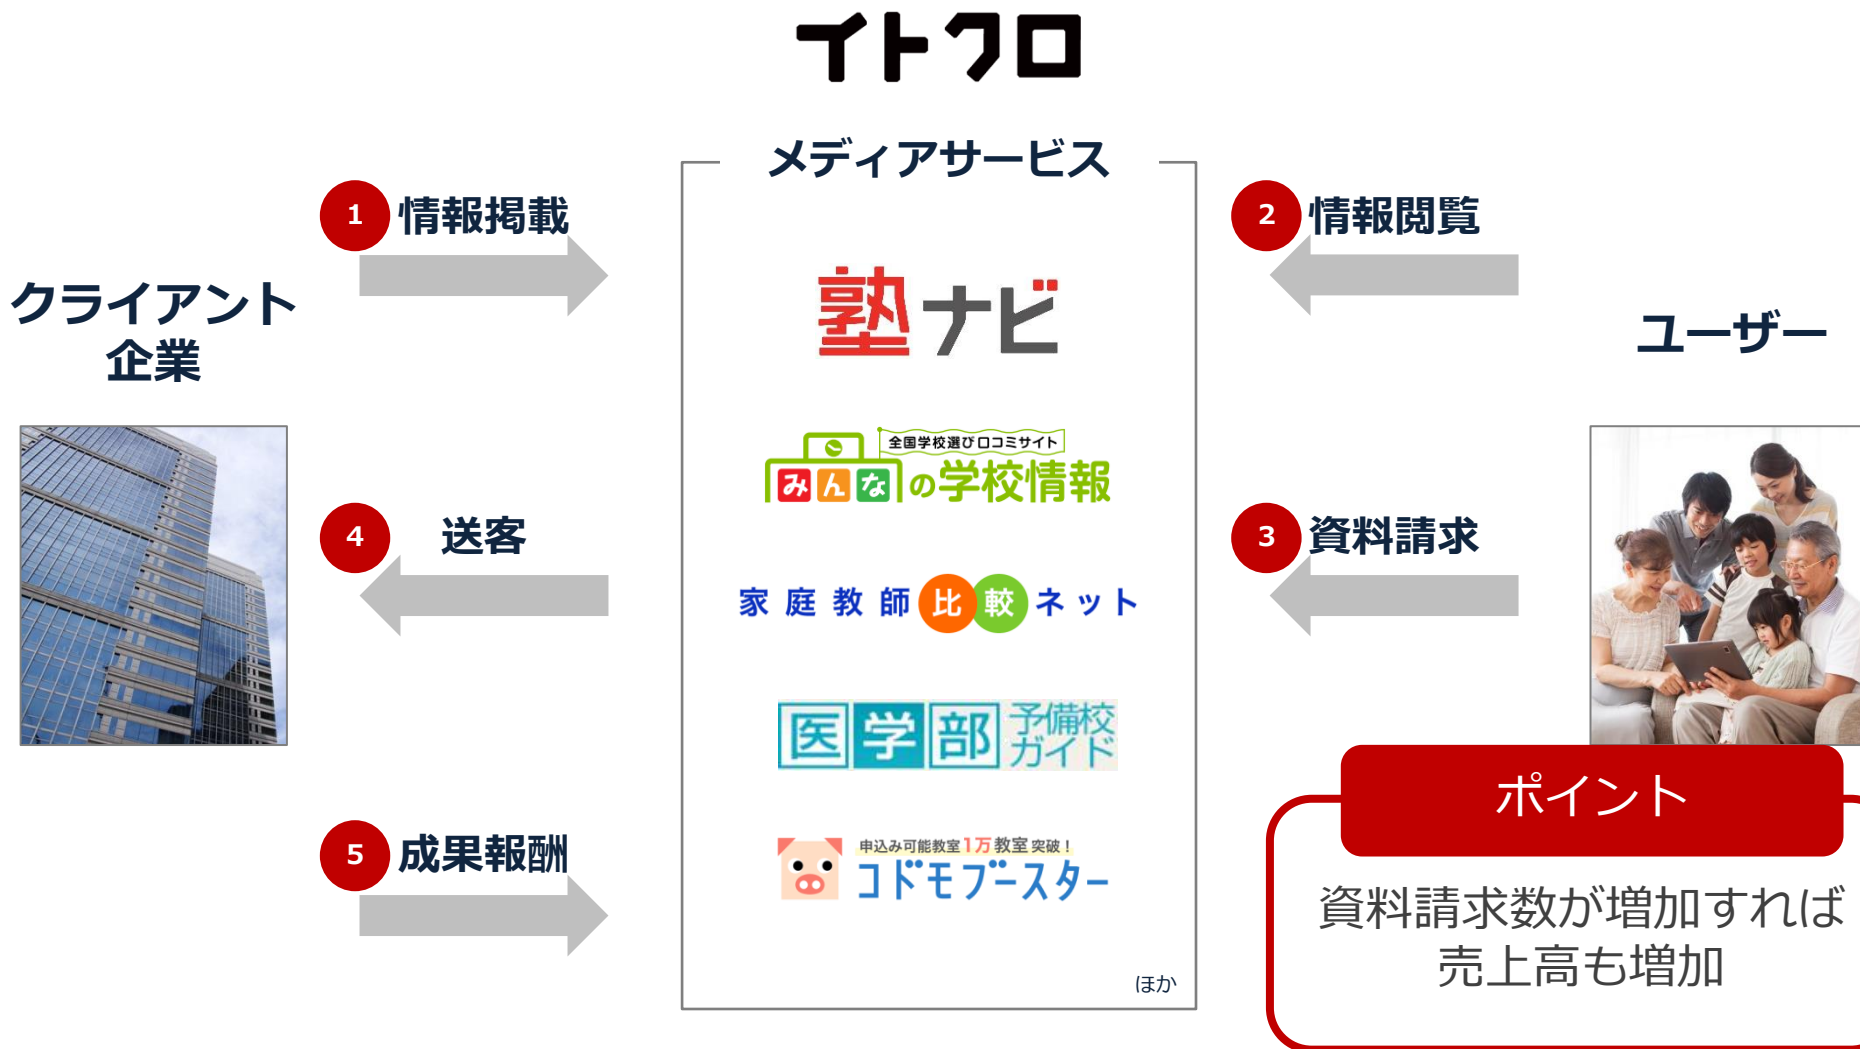 イトクロ
メディアサービス
1 情報掲載
2 情報閲覧
クライアント
企業
塾ナビ
ユーザー
全国学校選び口コミサイト
みんなの学校情報
4 送客
3 資料請求
家庭教師比較ネット
医学部 予備校
ガイド
ポイント
5 成果報酬
申込み可能教室1万教室突破！
コドモブースター
資料請求数が増加すれば
売上高も増加
ほか